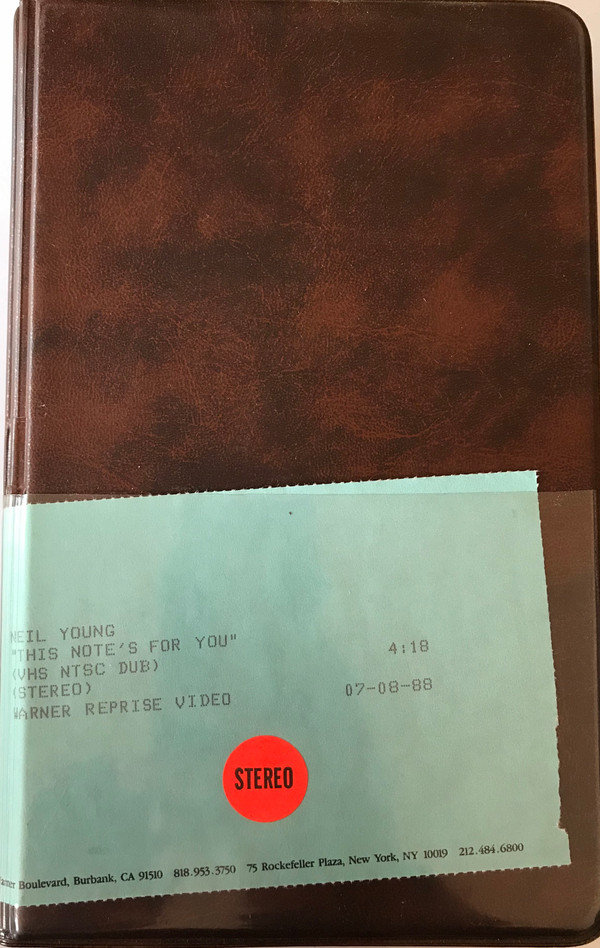 NEIL YOUNG
"THIS NOTE'S FOR YOU" 4:18
(VHS NTSC DUB)
(STEREO) 07-08-88
WARNER REPRISE VIDEO
STEREO
Boulevard, Burbank, CA 91510 818.953.3750 75 Rockefeller Plaza, New York, NY 10019 212.484.6800